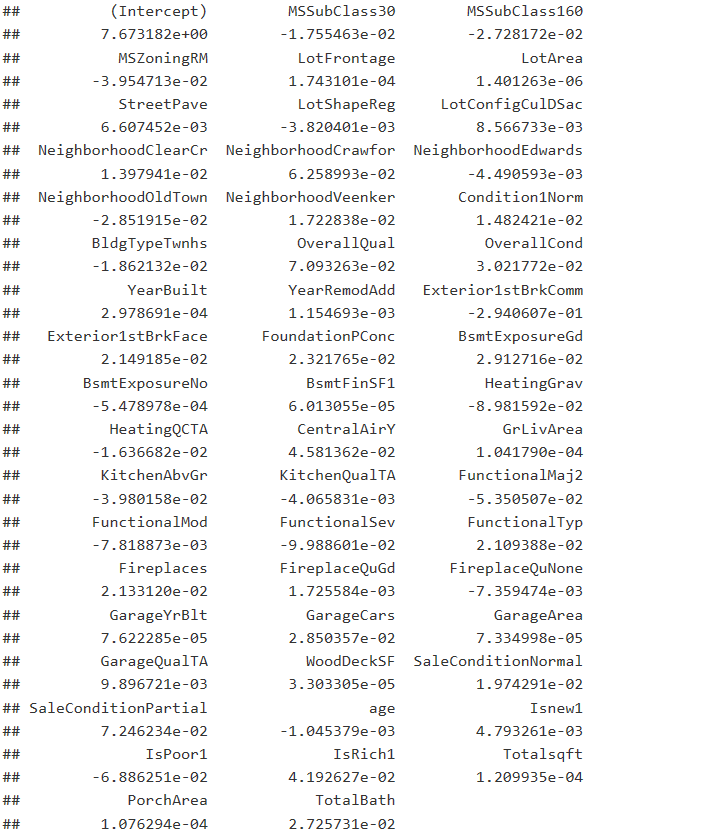 ##          (Intercept)         MSSubClass30        MSSubClass160
##         7.673182e+00        -1.755463e-02        -2.728172e-02
##           MSZoningRM          LotFrontage              LotArea
##        -3.954713e-02         1.743101e-04         1.401263e-06
##           StreetPave          LotShapeReg     LotConfigCulDSac
##         6.607452e-03        -3.820401e-03         8.566733e-03
##  NeighborhoodClearCr  NeighborhoodCrawfor  NeighborhoodEdwards
##         1.397941e-02         6.258993e-02        -4.490593e-03
##  NeighborhoodOldTown  NeighborhoodVeenker       Condition1Norm
##        -2.851915e-02         1.722838e-02         1.482421e-02
##        BldgTypeTwnhs          OverallQual          OverallCond
##        -1.862132e-02         7.093263e-02         3.021772e-02
##            YearBuilt         YearRemodAdd   Exterior1stBrkComm
##         2.978691e-04         1.154693e-03        -2.940607e-01
##   Exterior1stBrkFace      FoundationPConc       BsmtExposureGd
##         2.149185e-02         2.321765e-02         2.912716e-02
##       BsmtExposureNo           BsmtFinSF1          HeatingGrav
##        -5.478978e-04         6.013055e-05        -8.981592e-02
##          HeatingQCTA          CentralAirY            GrLivArea
##        -1.636682e-02         4.581362e-02         1.041790e-04
##         KitchenAbvGr        KitchenQualTA       FunctionalMaj2
##        -3.980158e-02        -4.065831e-03        -5.350507e-02
##        FunctionalMod        FunctionalSev        FunctionalTyp
##        -7.818873e-03        -9.988601e-02         2.109388e-02
##           Fireplaces        FireplaceQuGd      FireplaceQuNone
##         2.133120e-02         1.725584e-03        -7.359474e-03
##          GarageYrBlt           GarageCars           GarageArea
##         7.622285e-05         2.850357e-02         7.334998e-05
##         GarageQualTA           WoodDeckSF  SaleConditionNormal
##         9.896721e-03         3.303305e-05         1.974291e-02
## SaleConditionPartial                  age               Isnew1
##         7.246234e-02        -1.045379e-03         4.793261e-03
##              IsPoor1              IsRich1            Totalsqft
##        -6.886251e-02         4.192627e-02         1.209935e-04
##            PorchArea            TotalBath
##         1.076294e-04         2.725731e-02